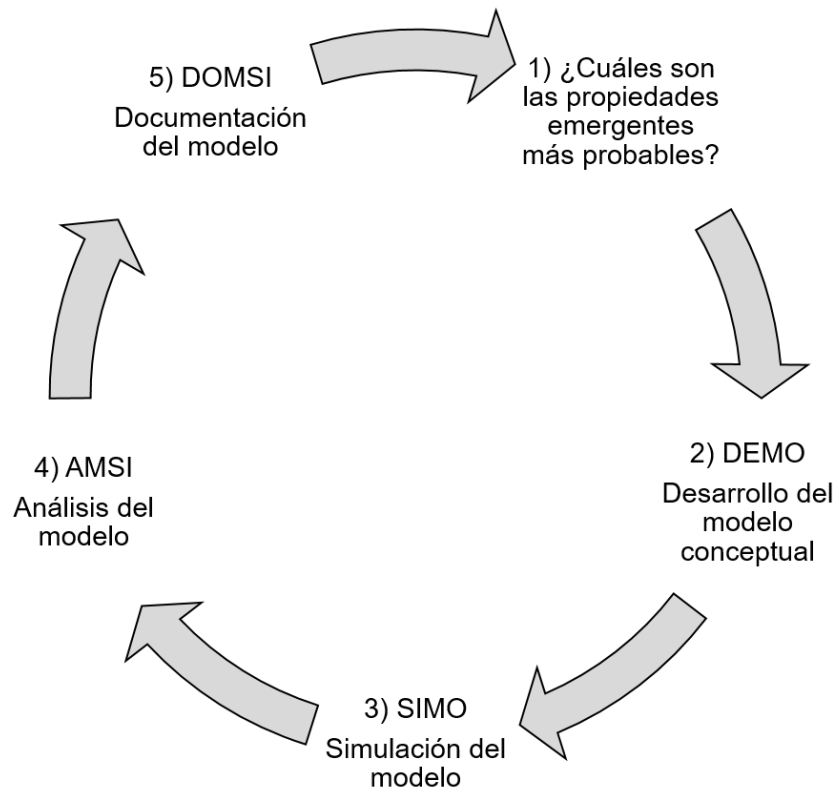 1) ¿Cuáles son
las propiedades
emergentes
más probables?
2) DEMO
Desarrollo del
modelo
conceptual
3) SIMO
Simulación del
modelo
4) AMSI
Análisis del
modelo
5) DOMSI
Documentación
del modelo